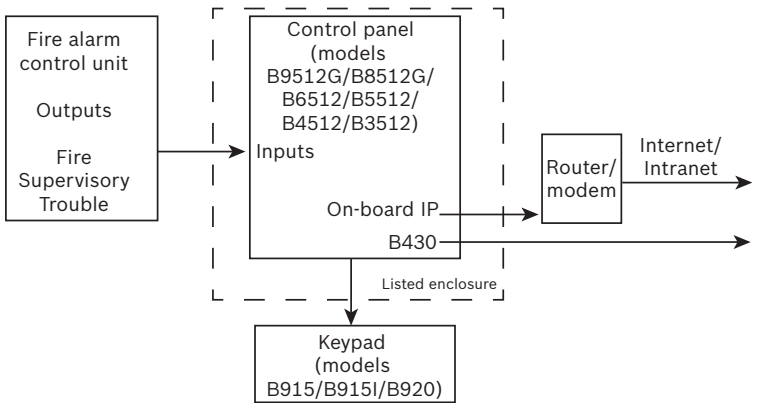 Fire alarm
control unit
Outputs
Fire
Supervisory
Trouble
Control panel
(models
B9512G/B8512G/
B6512/B5512/
B4512/B3512)
Inputs
On-board IP
B430
Listed enclosure
Router/
modem
Internet/
Intranet
Keypad
(models
B915/B915I/B920)